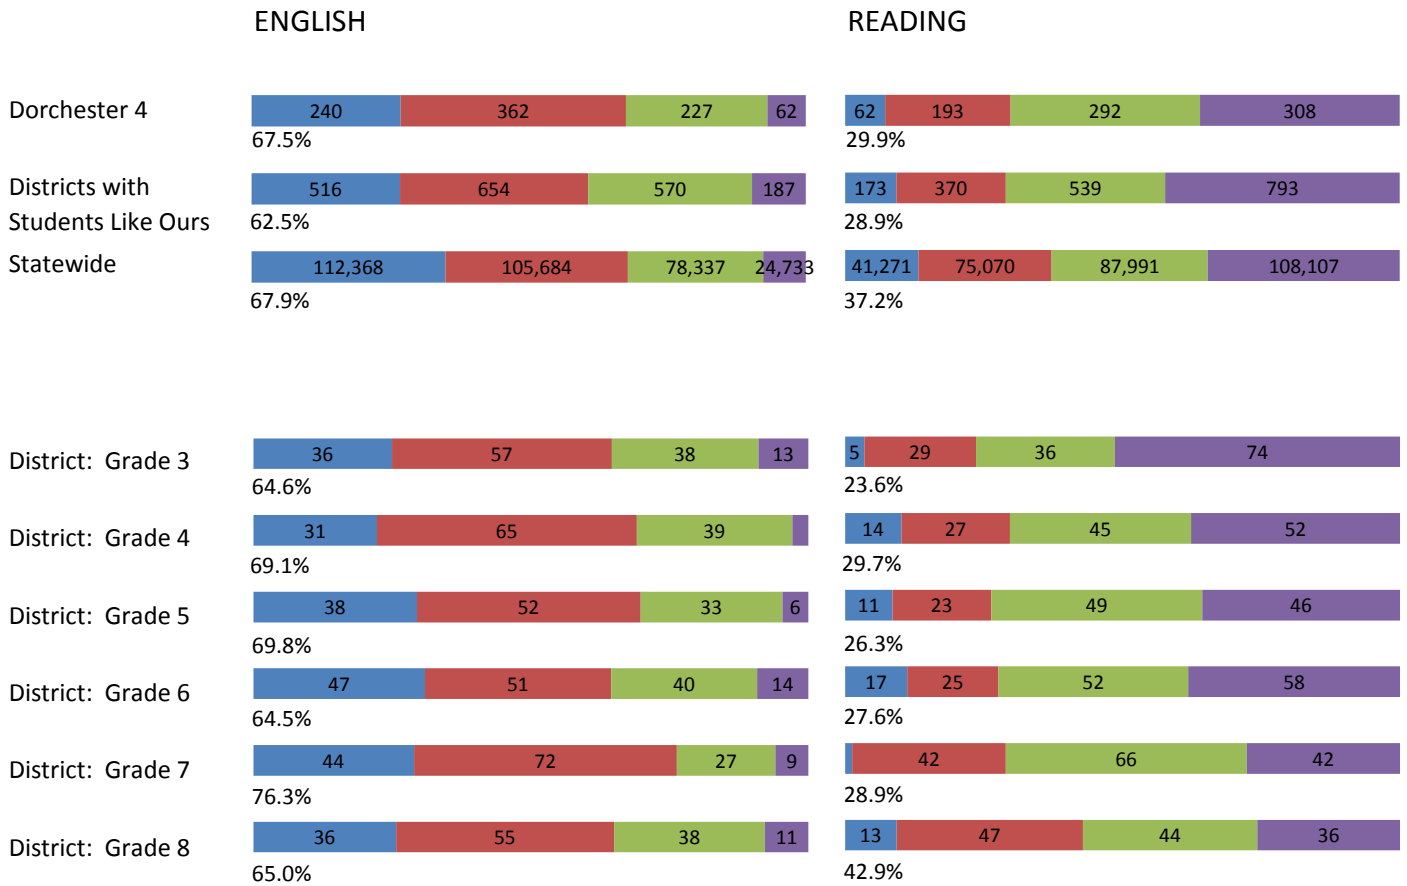 ENGLISH READING
Dorchester 4 240 362 227 62 62 193 292 308
67.5% 29.9%
Districts with 516 654 570 187 173 370 539 793
Students Like Ours 62.5% 28.9%
Statewide 112,368 105,684 78,337 24,733 41,271 75,070 87,991 108,107
67.9% 37.2%
District: Grade 3 36 57 38 13 5 29 36 74
64.6% 23.6%
District: Grade 4 31 65 39 14 27 45 52
69.1% 29.7%
District: Grade 5 38 52 33 6 11 23 49 46
69.8% 26.3%
District: Grade 6 47 51 40 14 17 25 52 58
64.5% 27.6%
District: Grade 7 44 72 27 9 42 66 42
76.3% 28.9%
District: Grade 8 36 55 38 11 13 47 44 36
65.0% 42.9%